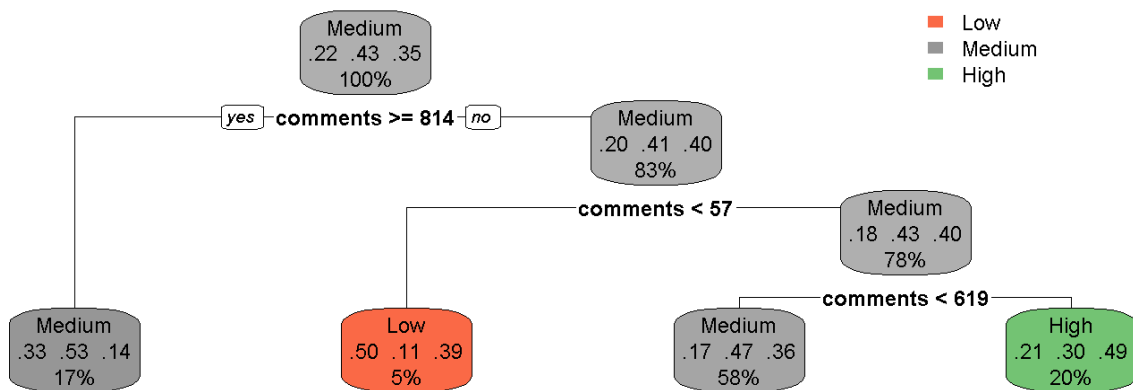 Medium
.22 .43 .35
100%
Low
Medium
High
yes comments >= 814 no
Medium
.20 .41 .40
83%
comments < 57
Medium
.18 .43 .40
78%
comments < 619
Medium
.33 .53 .14
17%
Low
.50 .11 .39
5%
Medium
.17 .47 .36
58%
High
.21 .30 .49
20%